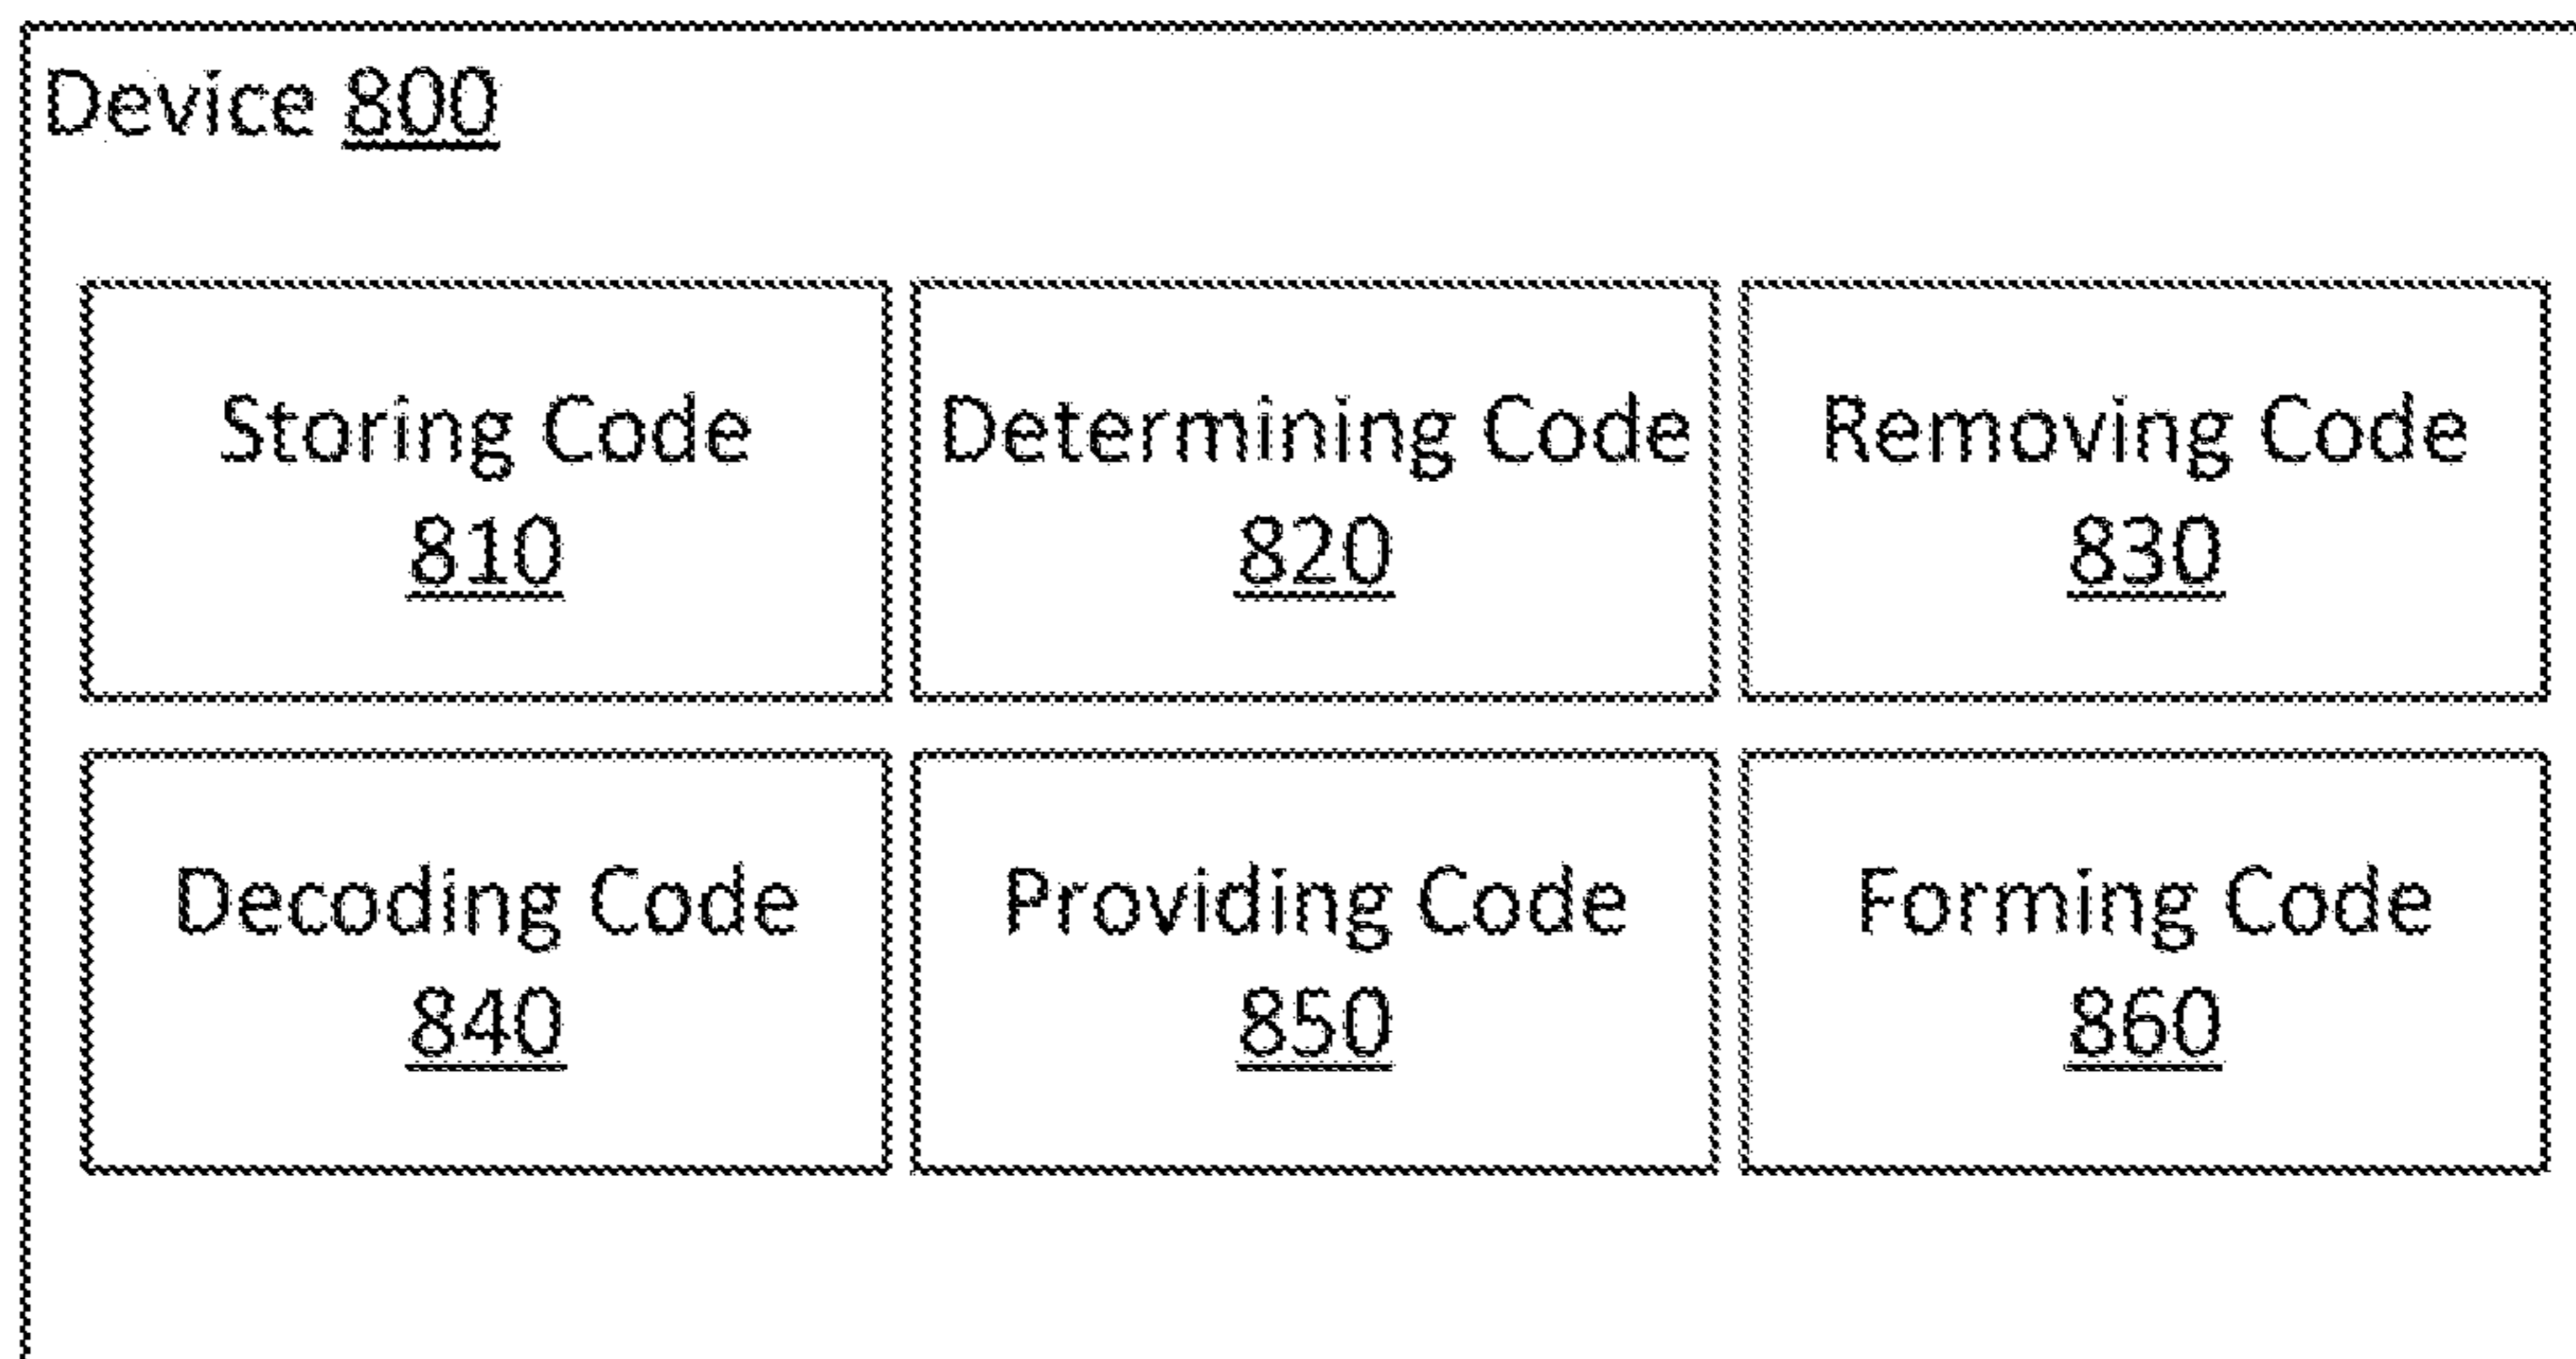 Device 800
Storing Code
810
Determining Code
820
Removing Code
830
Decoding Code
840
Providing Code
850
Forming Code
860